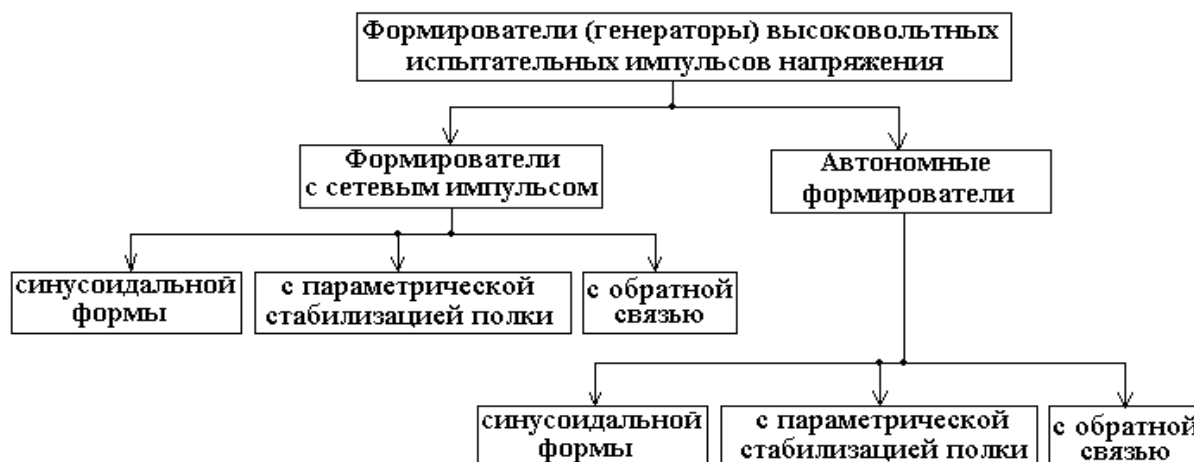 Формирователи (генераторы) высоковольтных
испытательных импульсов напряжения
Формирователи
с сетевым импульсом
Автономные
формирователи
синусоидальной
формы
с параметрической
стабилизацией полки
с обратной
связью
синусоидальной
формы
с параметрической
стабилизацией полки
с обратной
связью